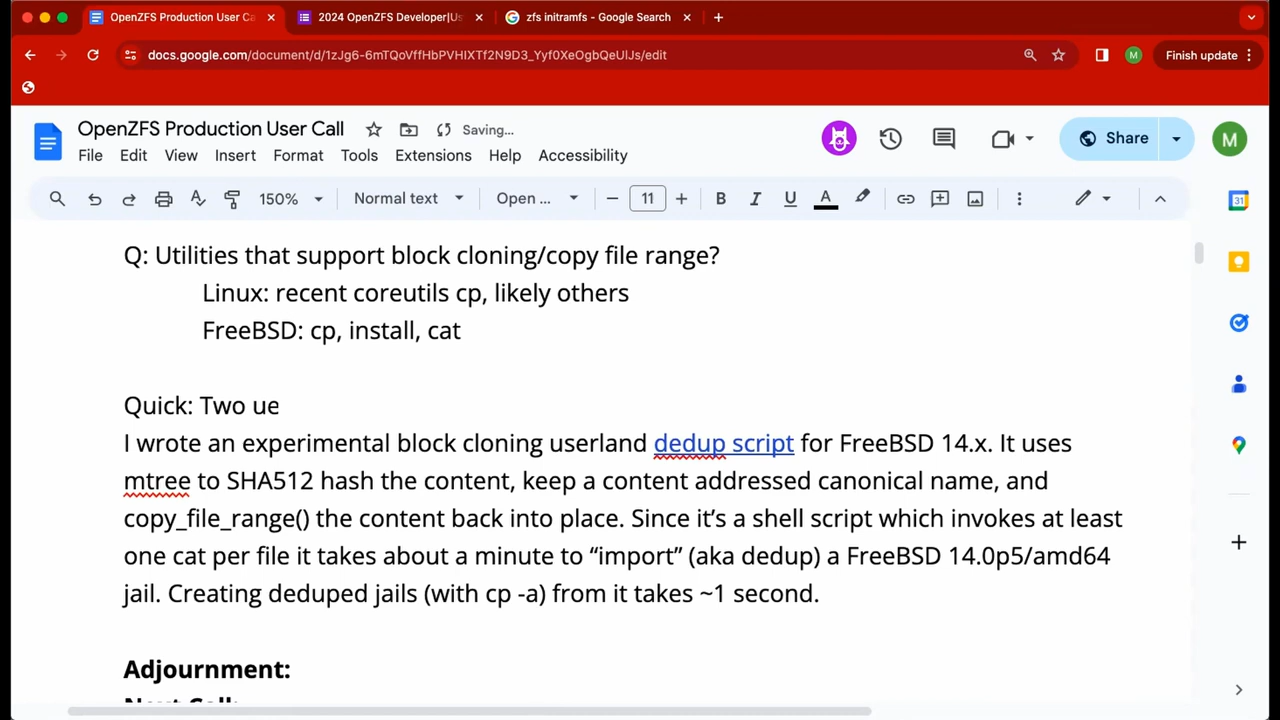 OpenZFS Production User Ca
2024 OpenZFS Developer|Us
zfs initramfs - Google Search
docs.google.com/document/d/1zJg6-6mTQoVffHbPVHIXTf2N9D3_Yyf0XeOgbQeUlJs/edit
M
Finish update
OpenZFS Production User Call
Saving...
Share
M
File Edit View Insert Format Tools Extensions Help Accessibility
150% Normal text Open ... 11 B I U A
31
Q: Utilities that support block cloning/copy file range?
Linux: recent coreutils cp, likely others
FreeBSD: cp, install, cat
Quick: Two ue
I wrote an experimental block cloning userland dedup script for FreeBSD 14.x. It uses
mtree to SHA512 hash the content, keep a content addressed canonical name, and
copy_file_range() the content back into place. Since it’s a shell script which invokes at least
one cat per file it takes about a minute to “import” (aka dedup) a FreeBSD 14.0p5/amd64
jail. Creating deduped jails (with cp -a) from it takes ~1 second.
Adjournment:
Next Call: